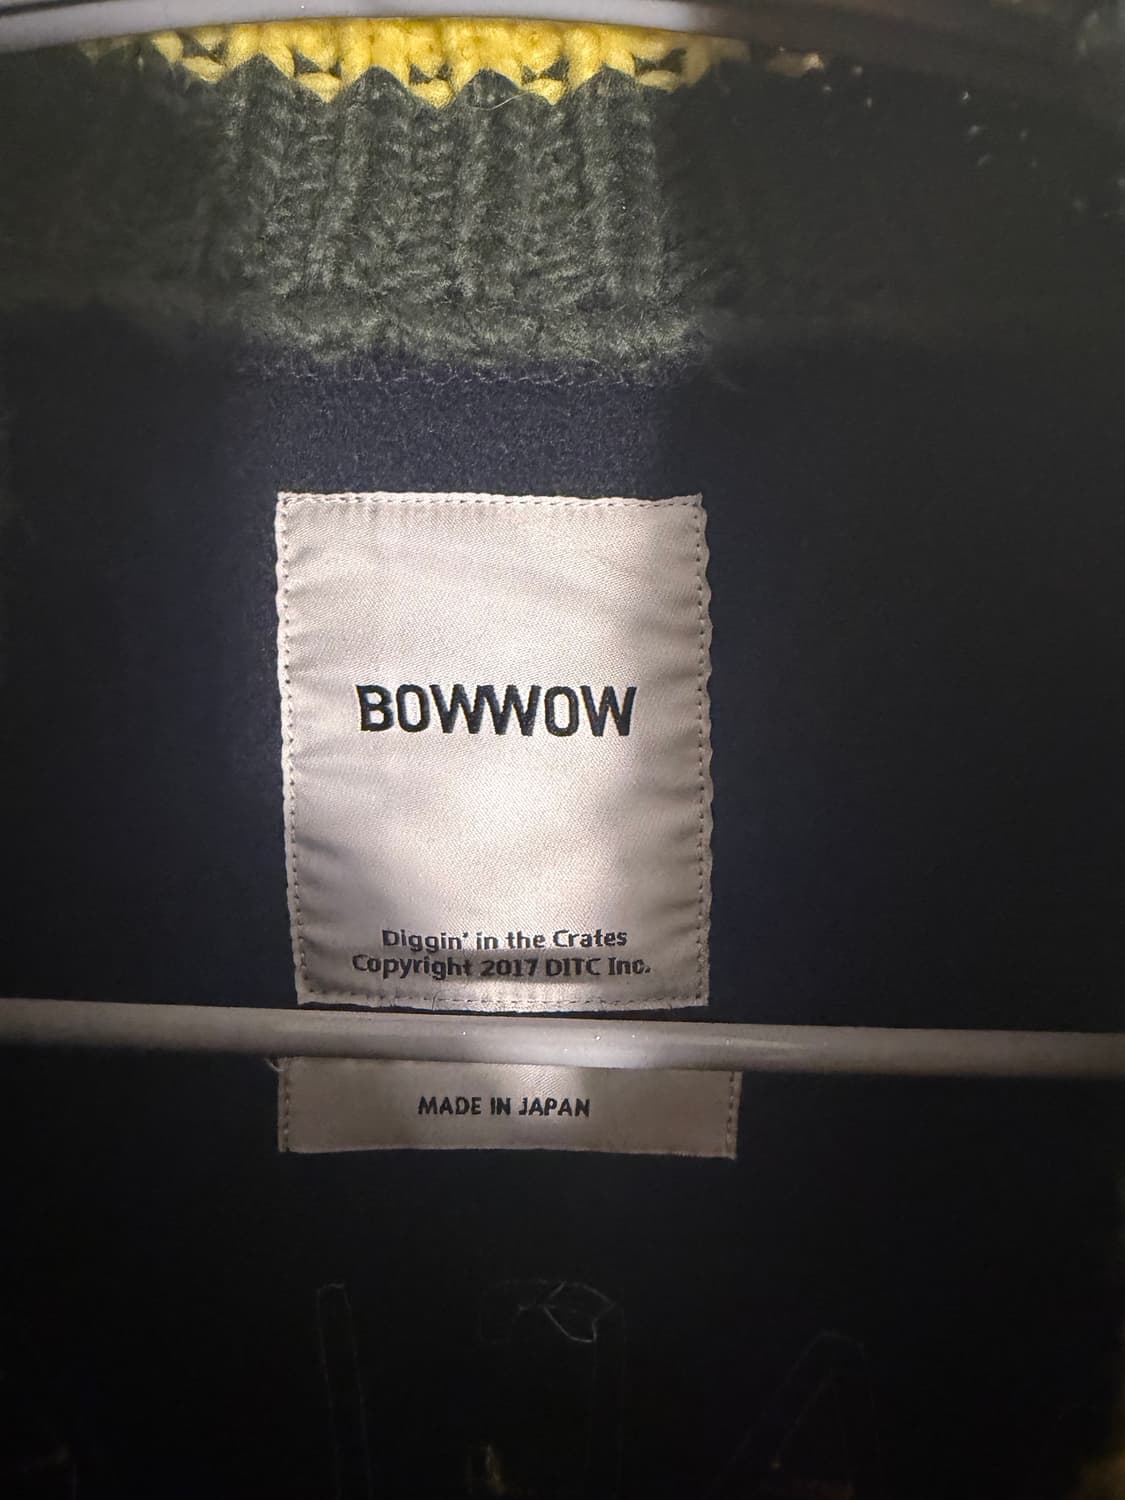 BOWWOW
Diggin' in the Crates
Copyright 2017 DITC Inc.
MADE IN JAPAN